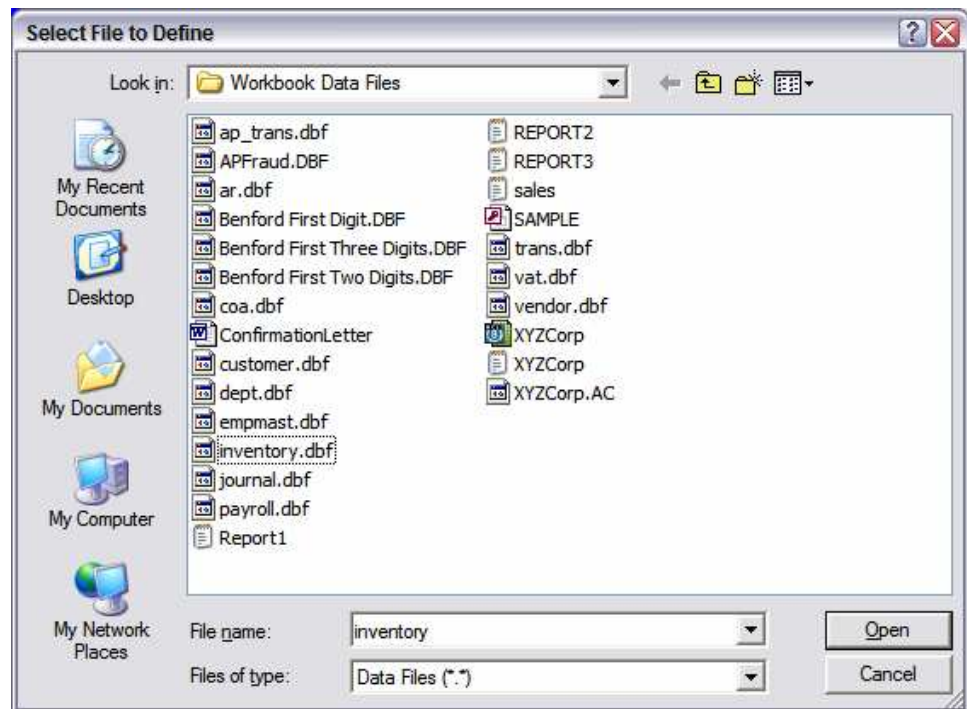 Select File to Define
Look in:
Workbook Data Files
My Recent
Documents
Desktop
My Documents
My Computer
My Network
Places
ap_trans.dbf
APFraud.DBF
ar.dbf
Benford First Digit.DBF
Benford First Three Digits.DBF
Benford First Two Digits.DBF
coa.dbf
ConfirmationLetter
customer.dbf
dept.dbf
empmast.dbf
inventory.dbf
journal.dbf
payroll.dbf
Report1
REPORT2
REPORT3
sales
SAMPLE
trans.dbf
vat.dbf
vendor.dbf
XYZCorp
XYZCorp
XYZCorp.AC
File name:
inventory
Open
Files of type:
Data Files (*.*)
Cancel